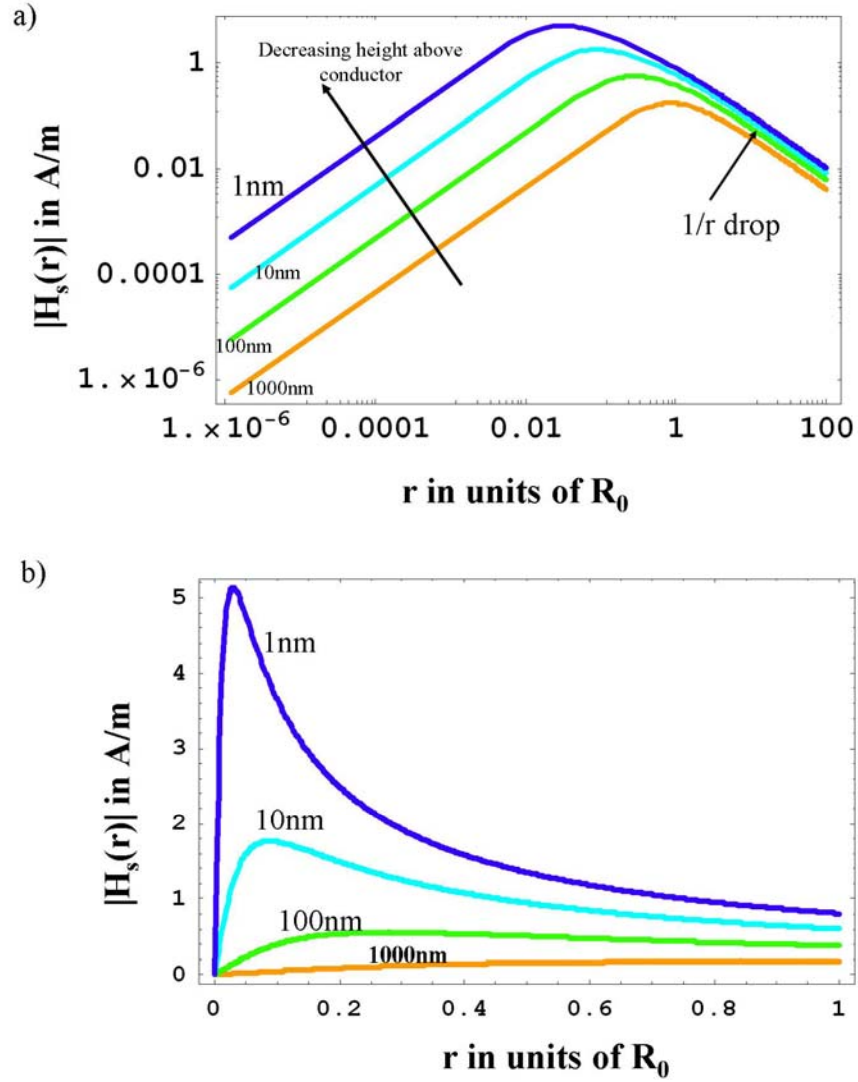 a)
|Hₛ(r)| in A/m
1
0.01
0.0001
1.×10⁻⁶
Decreasing height above
conductor
1nm
10nm
100nm
1000nm
1/r drop
1.×10⁻⁶ 0.0001 0.01 1 100
r in units of R₀
b)
|Hₛ(r)| in A/m
5
4
3
2
1
0
1nm
10nm
100nm
1000nm
0 0.2 0.4 0.6 0.8 1
r in units of R₀